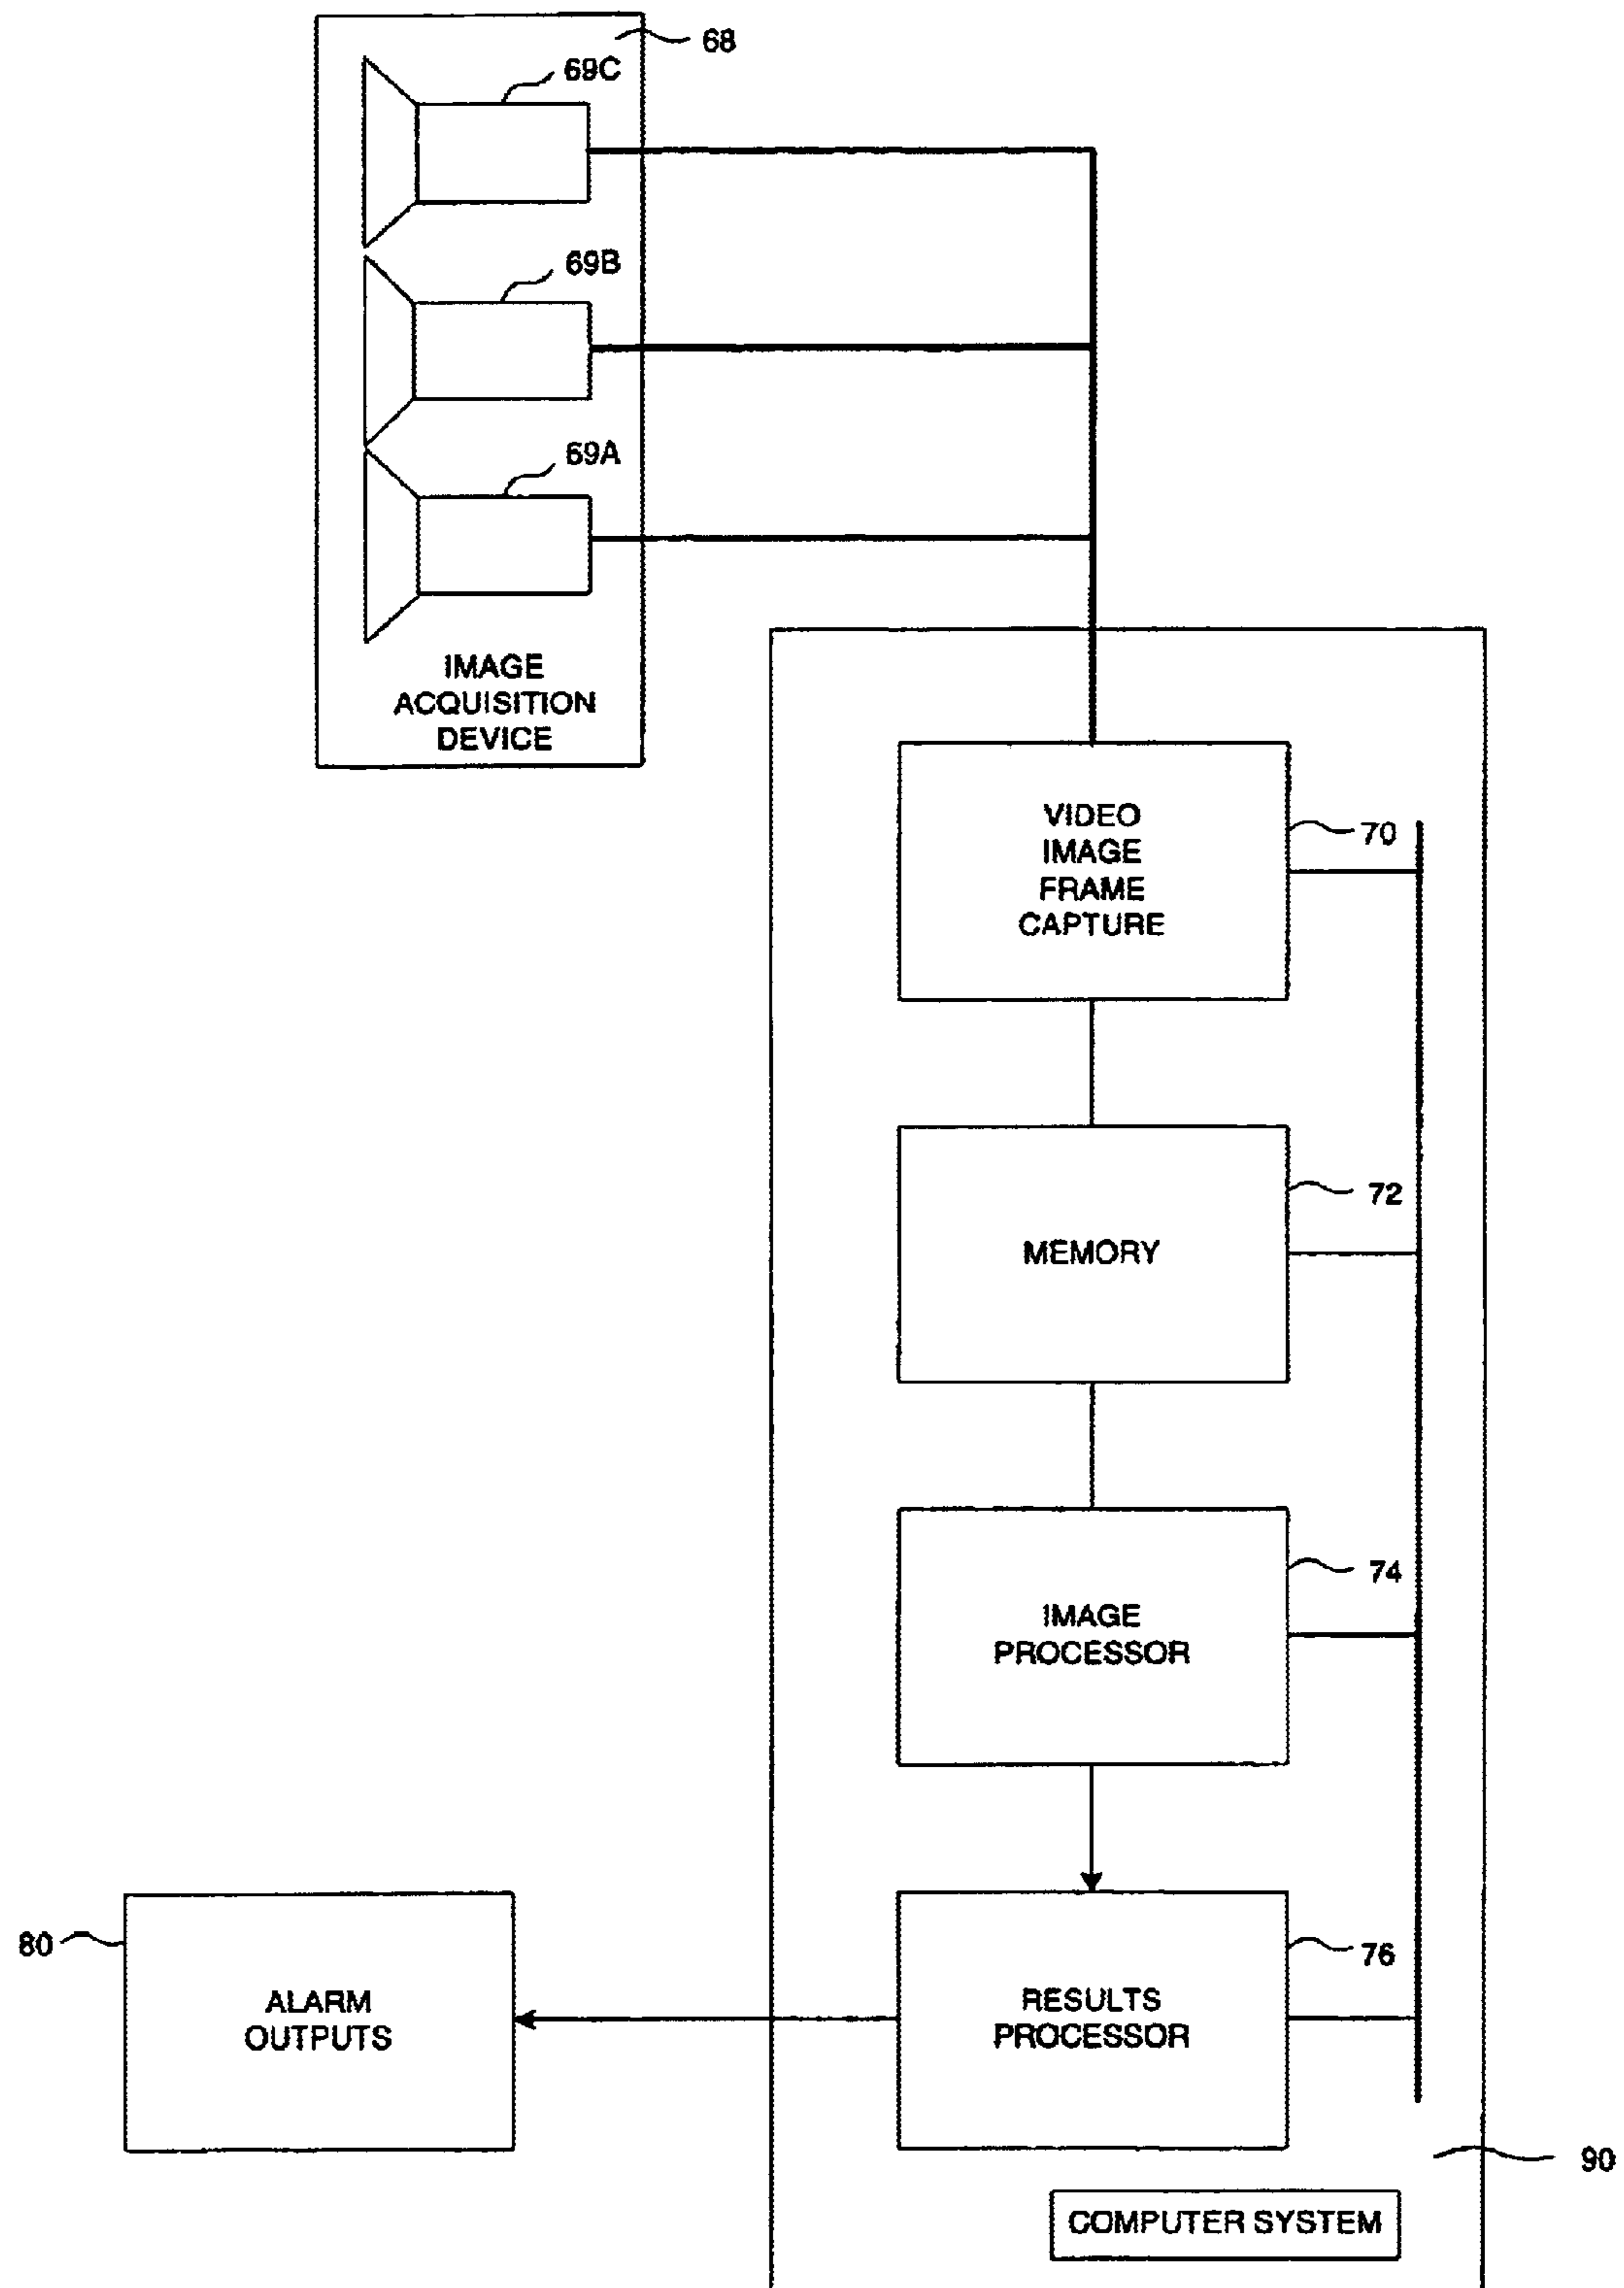 68
69C
69B
69A
IMAGE
ACQUISITION
DEVICE
VIDEO
IMAGE
FRAME
CAPTURE
70
MEMORY
72
IMAGE
PROCESSOR
74
RESULTS
PROCESSOR
76
ALARM
OUTPUTS
80
90
COMPUTER SYSTEM